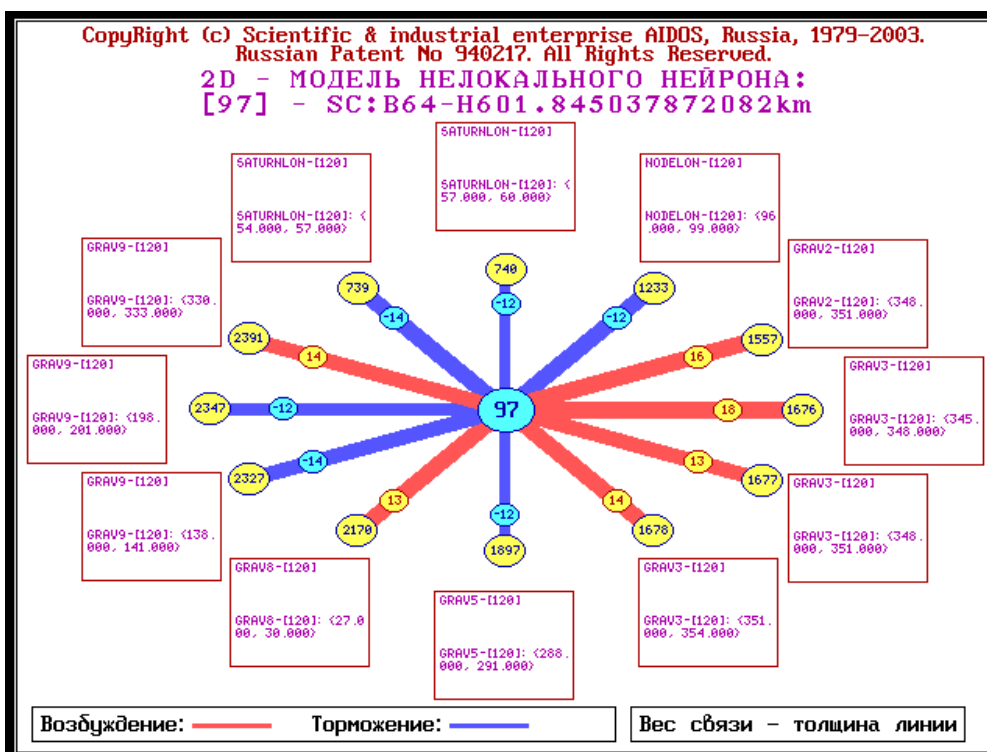 CopyRight (c) Scientific & industrial enterprise AIDOS, Russia, 1979-2003.
Russian Patent No 940217. All Rights Reserved.
2D - МОДЕЛЬ НЕЛОКАЛЬНОГО НЕЙРОНА:
[97] - SC:B64-H601.845037872082km
SATURNLON-[120]
SATURNLON-[120]: <
57.000, 60.000>
SATURNLON-[120]
SATURNLON-[120]: <
54.000, 57.000>
NODELON-[120]
NODELON-[120]: <96
.000, 99.000>
GRAV9-[120]
GRAV9-[120]: <330.
000, 333.000>
GRAV2-[120]
GRAV2-[120]: <348.
000, 351.000>
740
739
1233
-12
-14
-12
2391
14
16
1557
GRAV9-[120]
GRAV9-[120]: <198.
000, 201.000>
GRAV3-[120]
GRAV3-[120]: <345.
000, 348.000>
2347
-12
97
18
1676
2327
-14
13
1677
GRAV9-[120]
GRAV9-[120]: <138.
000, 141.000>
GRAV3-[120]
GRAV3-[120]: <348.
000, 351.000>
13
-12
14
2170
1897
1678
GRAV8-[120]
GRAV8-[120]: <27.0
00, 30.000>
GRAV5-[120]
GRAV5-[120]: <288.
000, 291.000>
GRAV3-[120]
GRAV3-[120]: <351.
000, 354.000>
Возбуждение:
Торможение:
Вес связи - толщина линии